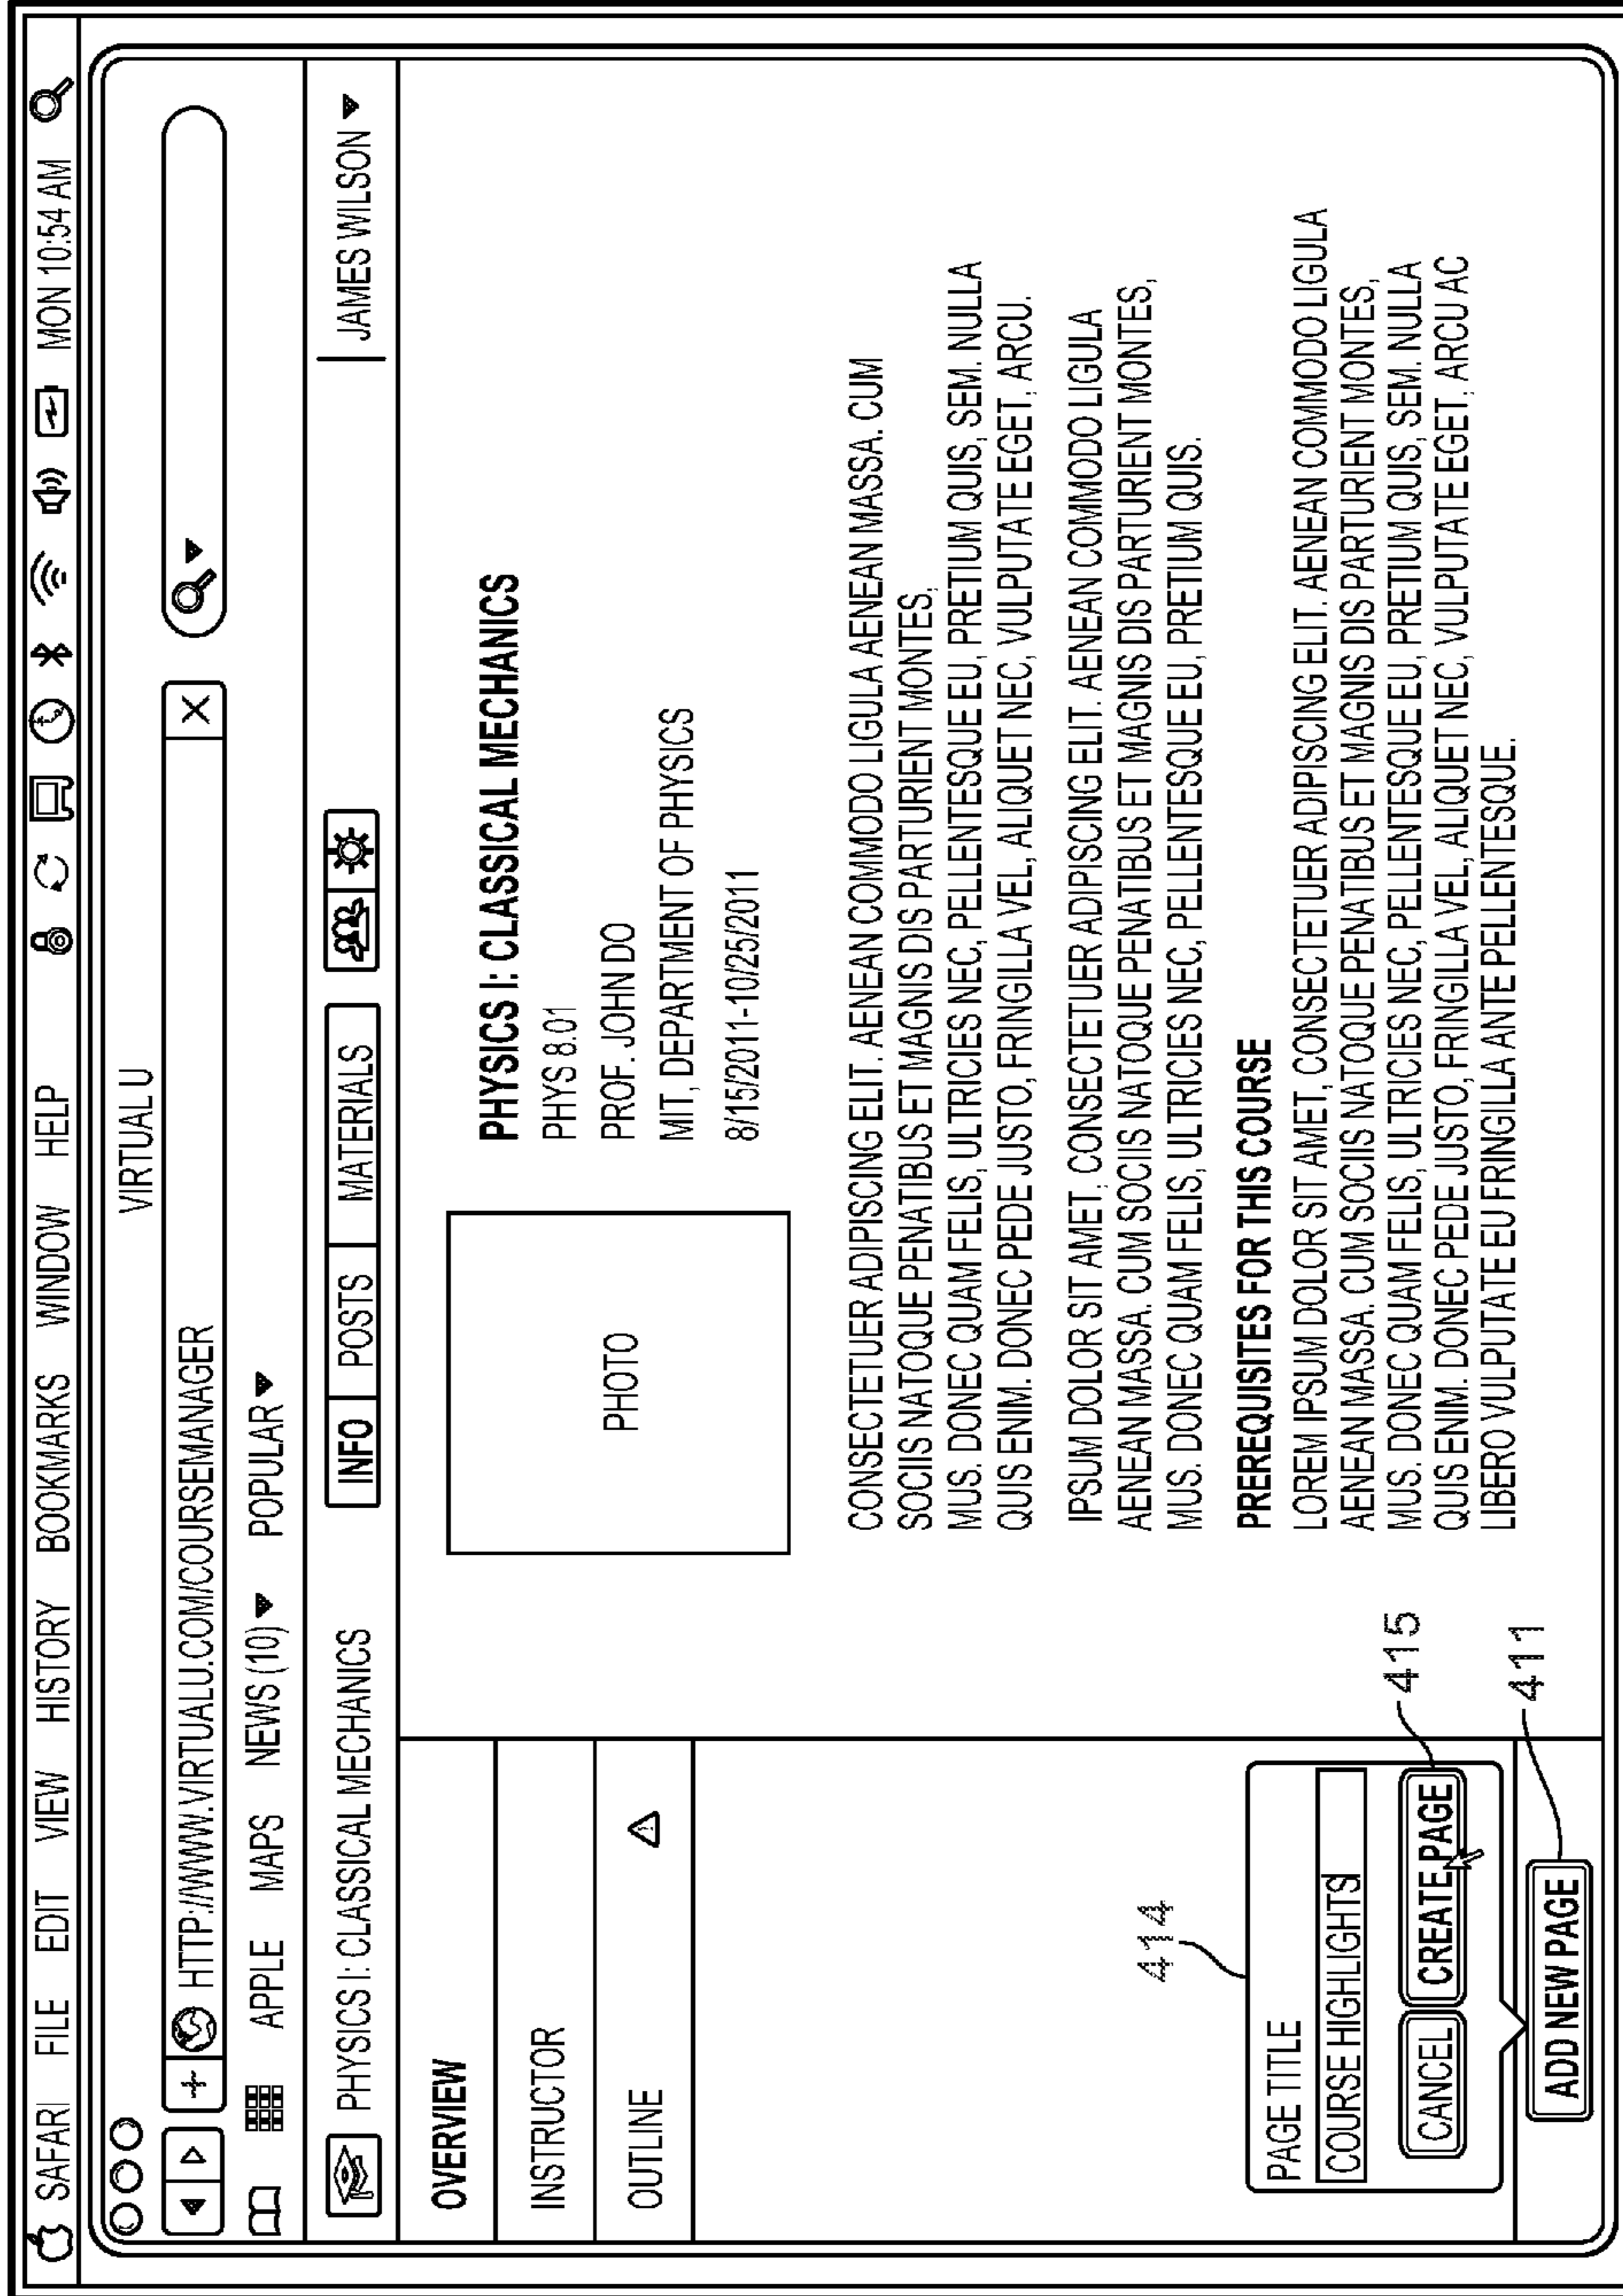 SAFARI FILE EDIT VIEW HISTORY BOOKMARKS WINDOW HELP MON 10:54 AM
VIRTUAL U
HTTP://WWW.VIRTUALU.COM/COURSEMANAGER
APPLE MAPS NEWS (10) POPULAR
PHYSICS I: CLASSICAL MECHANICS INFO POSTS MATERIALS JAMES WILSON
OVERVIEW
INSTRUCTOR
OUTLINE
414
PAGE TITLE
COURSE HIGHLIGHTS
CANCEL CREATE PAGE 415
ADD NEW PAGE 411
PHOTO
PHYSICS I: CLASSICAL MECHANICS
PHYS 8.01
PROF. JOHN DO
MIT, DEPARTMENT OF PHYSICS
8/15/2011-10/25/2011
CONSECTETUER ADIPISCING ELIT. AENEAN COMMODO LIGULA AENEAN MASSA. CUM
SOCIIS NATOQUE PENATIBUS ET MAGNIS DIS PARTURIENT MONTES,
MUS. DONEC QUAM FELIS, ULTRICIES NEC, PELLENTESQUE EU, PRETIUM QUIS, SEM. NULLA
QUIS ENIM. DONEC PEDE JUSTO, FRINGILLA VEL, ALIQUET NEC, VULPUTATE EGET, ARCU.
IPSUM DOLOR SIT AMET, CONSECTETUER ADIPISCING ELIT. AENEAN COMMODO LIGULA
AENEAN MASSA. CUM SOCIIS NATOQUE PENATIBUS ET MAGNIS DIS PARTURIENT MONTES,
MUS. DONEC QUAM FELIS, ULTRICIES NEC, PELLENTESQUE EU, PRETIUM QUIS.
PREREQUISITES FOR THIS COURSE
LOREM IPSUM DOLOR SIT AMET, CONSECTETUER ADIPISCING ELIT. AENEAN COMMODO LIGULA
AENEAN MASSA. CUM SOCIIS NATOQUE PENATIBUS ET MAGNIS DIS PARTURIENT MONTES,
MUS. DONEC QUAM FELIS, ULTRICIES NEC, PELLENTESQUE EU, PRETIUM QUIS, SEM. NULLA
QUIS ENIM. DONEC PEDE JUSTO, FRINGILLA VEL, ALIQUET NEC, VULPUTATE EGET, ARCU AC
LIBERO VULPUTATE EU FRINGILLA ANTE PELLENTESQUE.